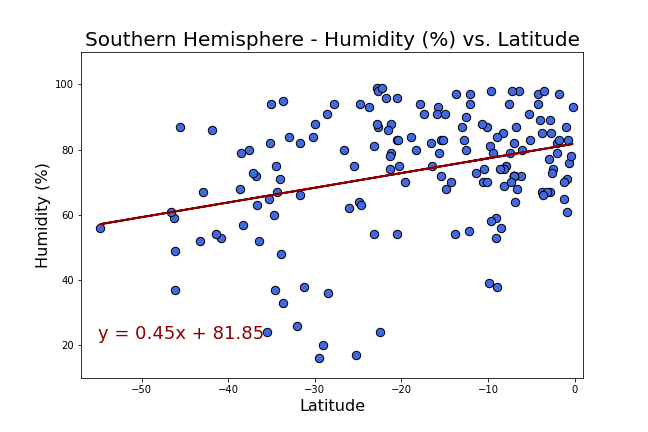 Southern Hemisphere - Humidity (%) vs. Latitude
Humidity (%)
100
80
60
40
20
y = 0.45x + 81.85
−50
−40
−30
−20
−10
0
Latitude